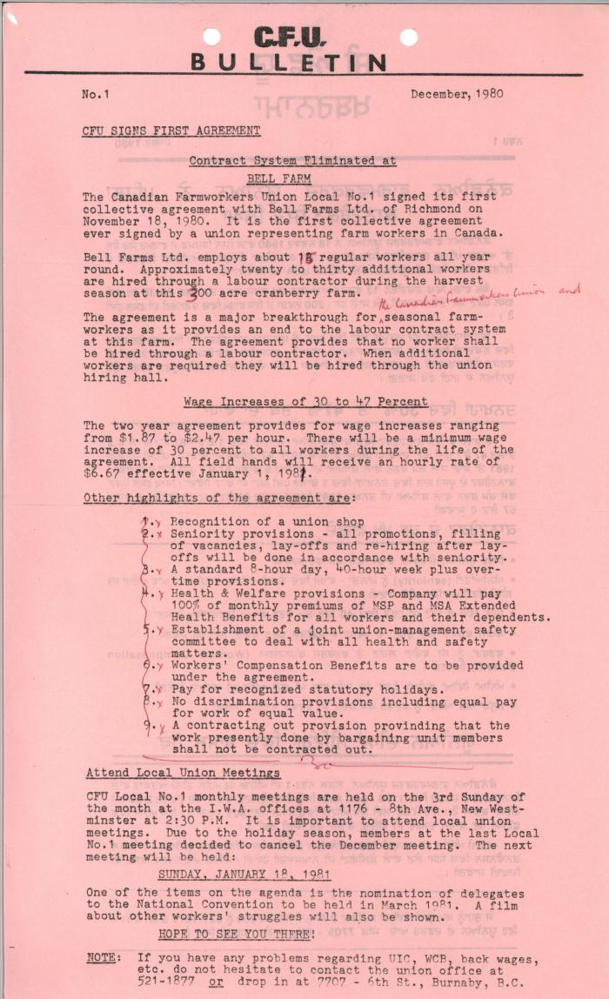 C.F.U.
BULLETIN
No.1 December, 1980
CFU SIGNS FIRST AGREEMENT
Contract System Eliminated at
BELL FARM
The Canadian Farmworkers Union Local No.1 signed its first
collective agreement with Bell Farms Ltd. of Richmond on
November 18, 1980. It is the first collective agreement
ever signed by a union representing farm workers in Canada.
Bell Farms Ltd. employs about 13 regular workers all year
round. Approximately twenty to thirty additional workers
are hired through a labour contractor during the harvest
season at this 300 acre cranberry farm.
the Canadian Farmworkers Union and
The agreement is a major breakthrough for seasonal farm-
workers as it provides an end to the labour contract system
at this farm. The agreement provides that no worker shall
be hired through a labour contractor. When additional
workers are required they will be hired through the union
hiring hall.
Wage Increases of 30 to 47 Percent
The two year agreement provides for wage increases ranging
from $1.87 to $2.47 per hour. There will be a minimum wage
increase of 30 percent to all workers during the life of the
agreement. All field hands will receive an hourly rate of
$6.67 effective January 1, 1981.
Other highlights of the agreement are:
1. x Recognition of a union shop
2. x Seniority provisions - all promotions, filling
of vacancies, lay-offs and re-hiring after lay-
offs will be done in accordance with seniority.
3. x A standard 8-hour day, 40-hour week plus over-
time provisions.
4. x Health & Welfare provisions - Company will pay
100% of monthly premiums of MSP and MSA Extended
Health Benefits for all workers and their dependents.
5. x Establishment of a joint union-management safety
committee to deal with all health and safety
matters.
6. x Workers' Compensation Benefits are to be provided
under the agreement.
7. x Pay for recognized statutory holidays.
8. x No discrimination provisions including equal pay
for work of equal value.
9. x A contracting out provision provinding that the
work presently done by bargaining unit members
shall not be contracted out.
Attend Local Union Meetings
CFU Local No.1 monthly meetings are held on the 3rd Sunday of
the month at the I.W.A. offices at 1176 - 8th Ave., New West-
minster at 2:30 P.M. It is important to attend local union
meetings. Due to the holiday season, members at the last Local
No.1 meeting decided to cancel the December meeting. The next
meeting will be held:
SUNDAY, JANUARY 18, 1981
One of the items on the agenda is the nomination of delegates
to the National Convention to be held in March 1981. A film
about other workers' struggles will also be shown.
HOPE TO SEE YOU THERE!
NOTE: If you have any problems regarding UIC, WCB, back wages,
etc. do not hesitate to contact the union office at
521-1877 or drop in at 7707 - 6th St., Burnaby, B.C.